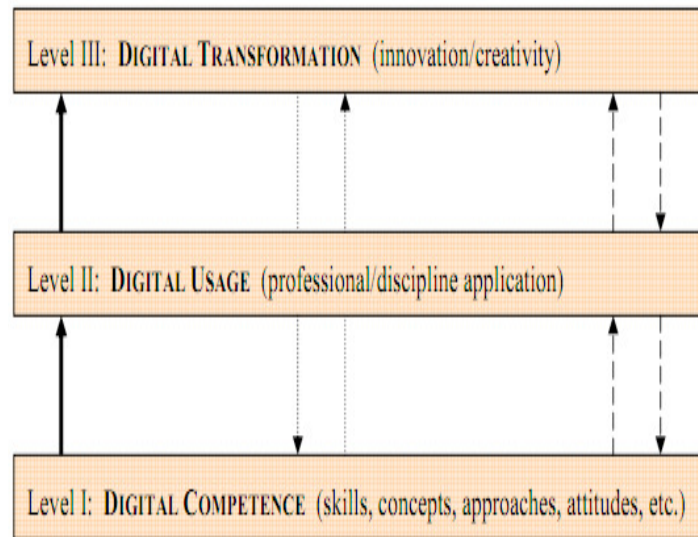 Level III: DIGITAL TRANSFORMATION (innovation/creativity)
Level II: DIGITAL USAGE (professional/discipline application)
Level I: DIGITAL COMPETENCE (skills, concepts, approaches, attitudes, etc.)